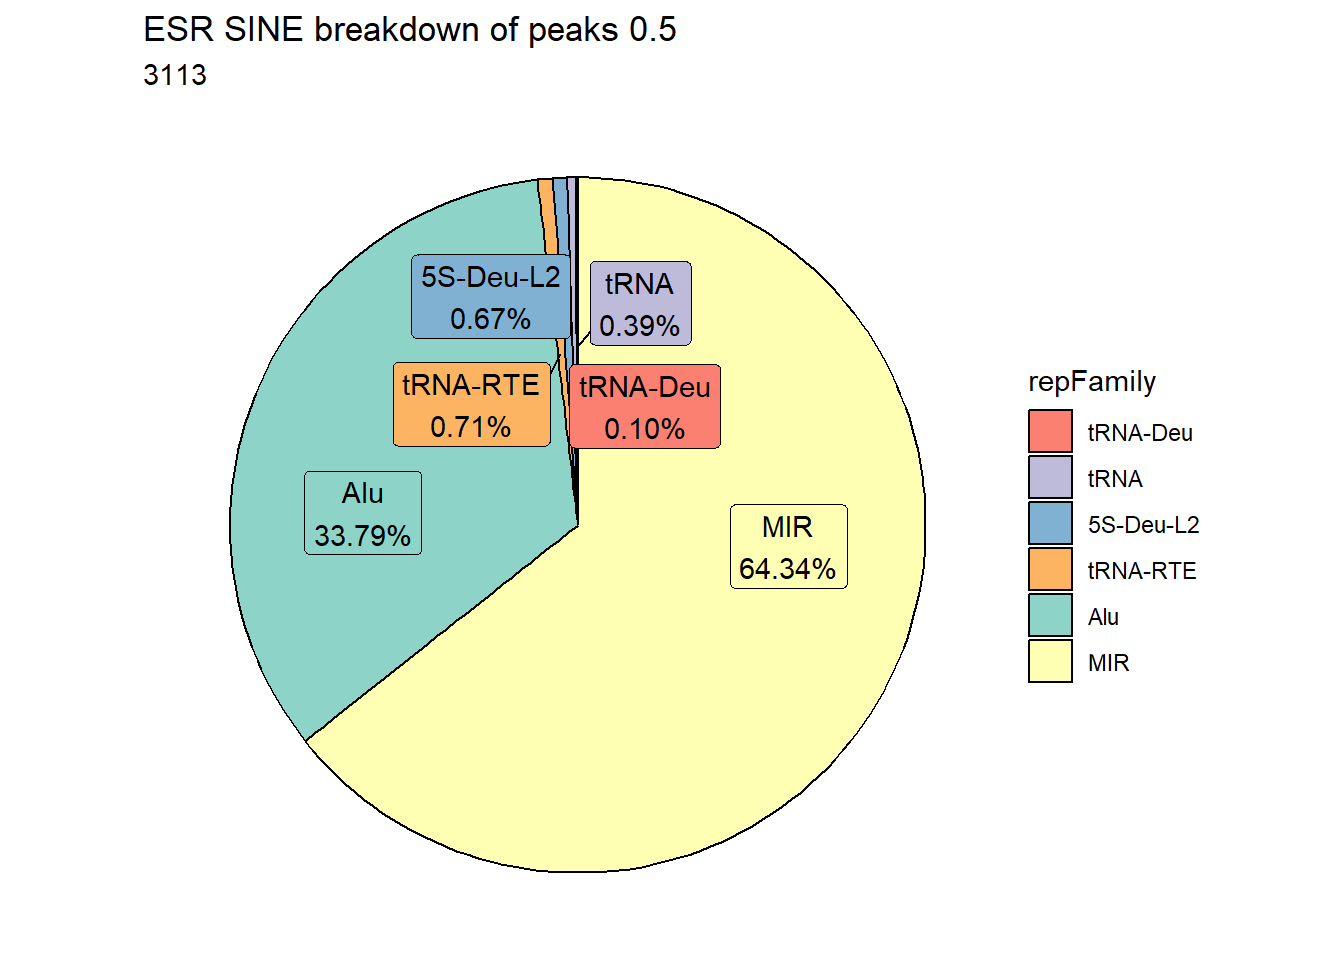 ESR SINE breakdown of peaks 0.5
3113
5S-Deu-L2
0.67%
tRNA
0.39%
tRNA-RTE
0.71%
tRNA-Deu
0.10%
Alu
33.79%
MIR
64.34%
repFamily
tRNA-Deu
tRNA
5S-Deu-L2
tRNA-RTE
Alu
MIR